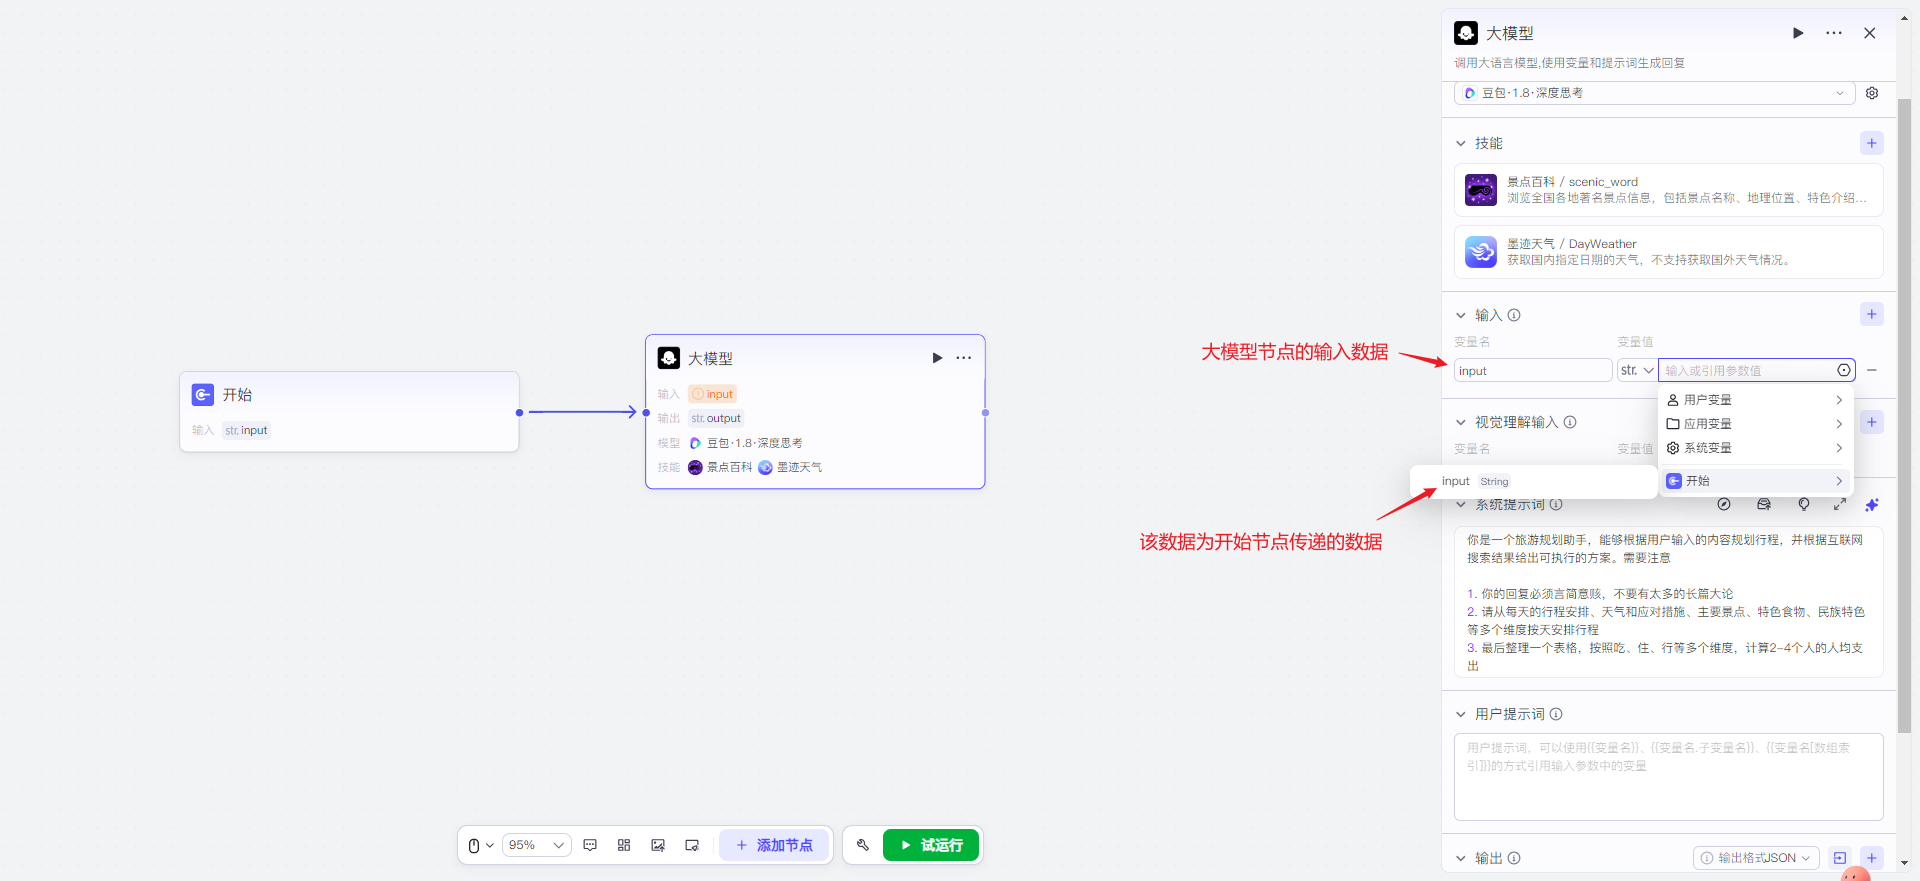 开始
输入 str. input
大模型
输入 input
输出 str. output
模型 豆包·1.8·深度思考
技能 景点百科 墨迹天气
大模型节点的输入数据
该数据为开始节点传递的数据
95%
添加节点
试运行
大模型
调用大语言模型,使用变量和提示词生成回复
豆包·1.8·深度思考
技能
景点百科 / scenic_word
浏览全国各地著名景点信息，包括景点名称、地理位置、特色介绍...
墨迹天气 / DayWeather
获取国内指定日期的天气，不支持获取国外天气情况。
输入
变量名 变量值
input str. 输入或引用参数值
用户变量
应用变量
系统变量
开始
input String
视觉理解输入
变量名 变量值
系统提示词
你是一个旅游规划助手，能够根据用户输入的内容规划行程，并根据互联网
搜索结果给出可执行的方案。需要注意
1. 你的回复必须言简意赅，不要有太多的长篇大论
2. 请从每天的行程安排、天气和应对措施、主要景点、特色食物、民族特色
等多个维度按天安排行程
3. 最后整理一个表格，按照吃、住、行等多个维度，计算2-4个人的人均支
出
用户提示词
用户提示词，可以使用{{变量名}}、{{变量名.子变量名}}、{{变量名[数组索
引]}}的方式引用输入参数中的变量
输出
输出格式JSON